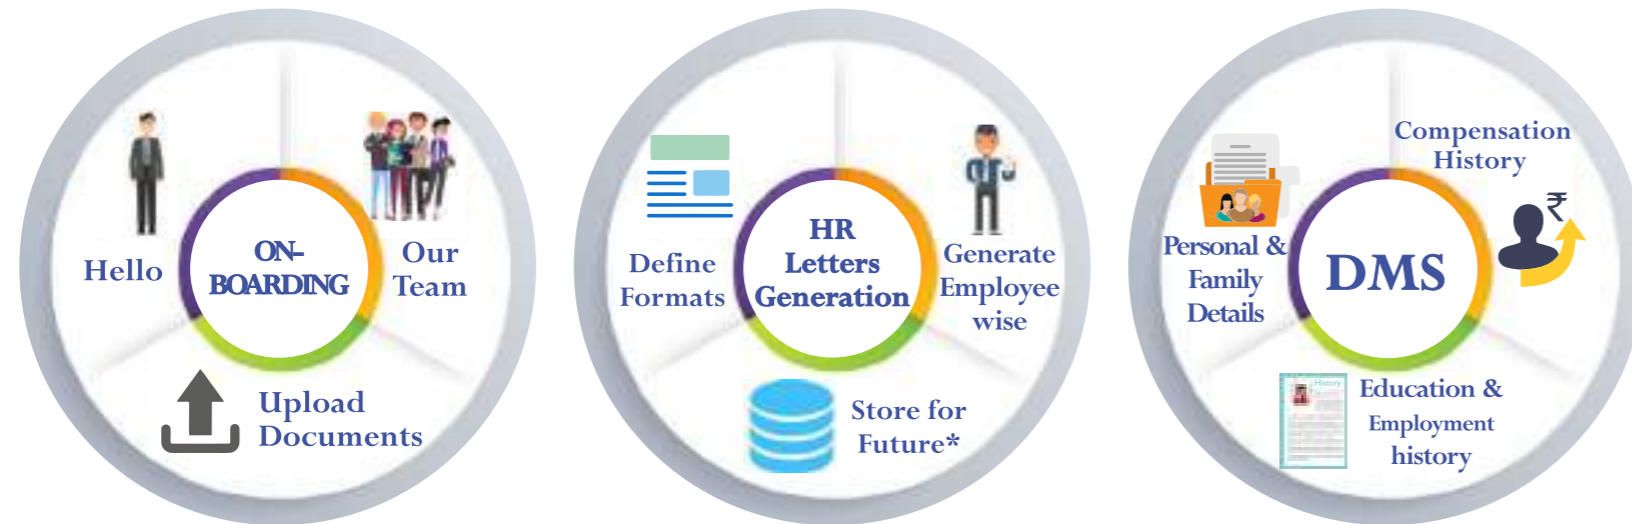 Hello
ON-
BOARDING
Our
Team
Upload
Documents
Define
Formats
HR
Letters
Generation
Generate
Employee
wise
Store for
Future*
Personal &
Family
Details
DMS
Compensation
History
₹
History
Education &
Employment
history